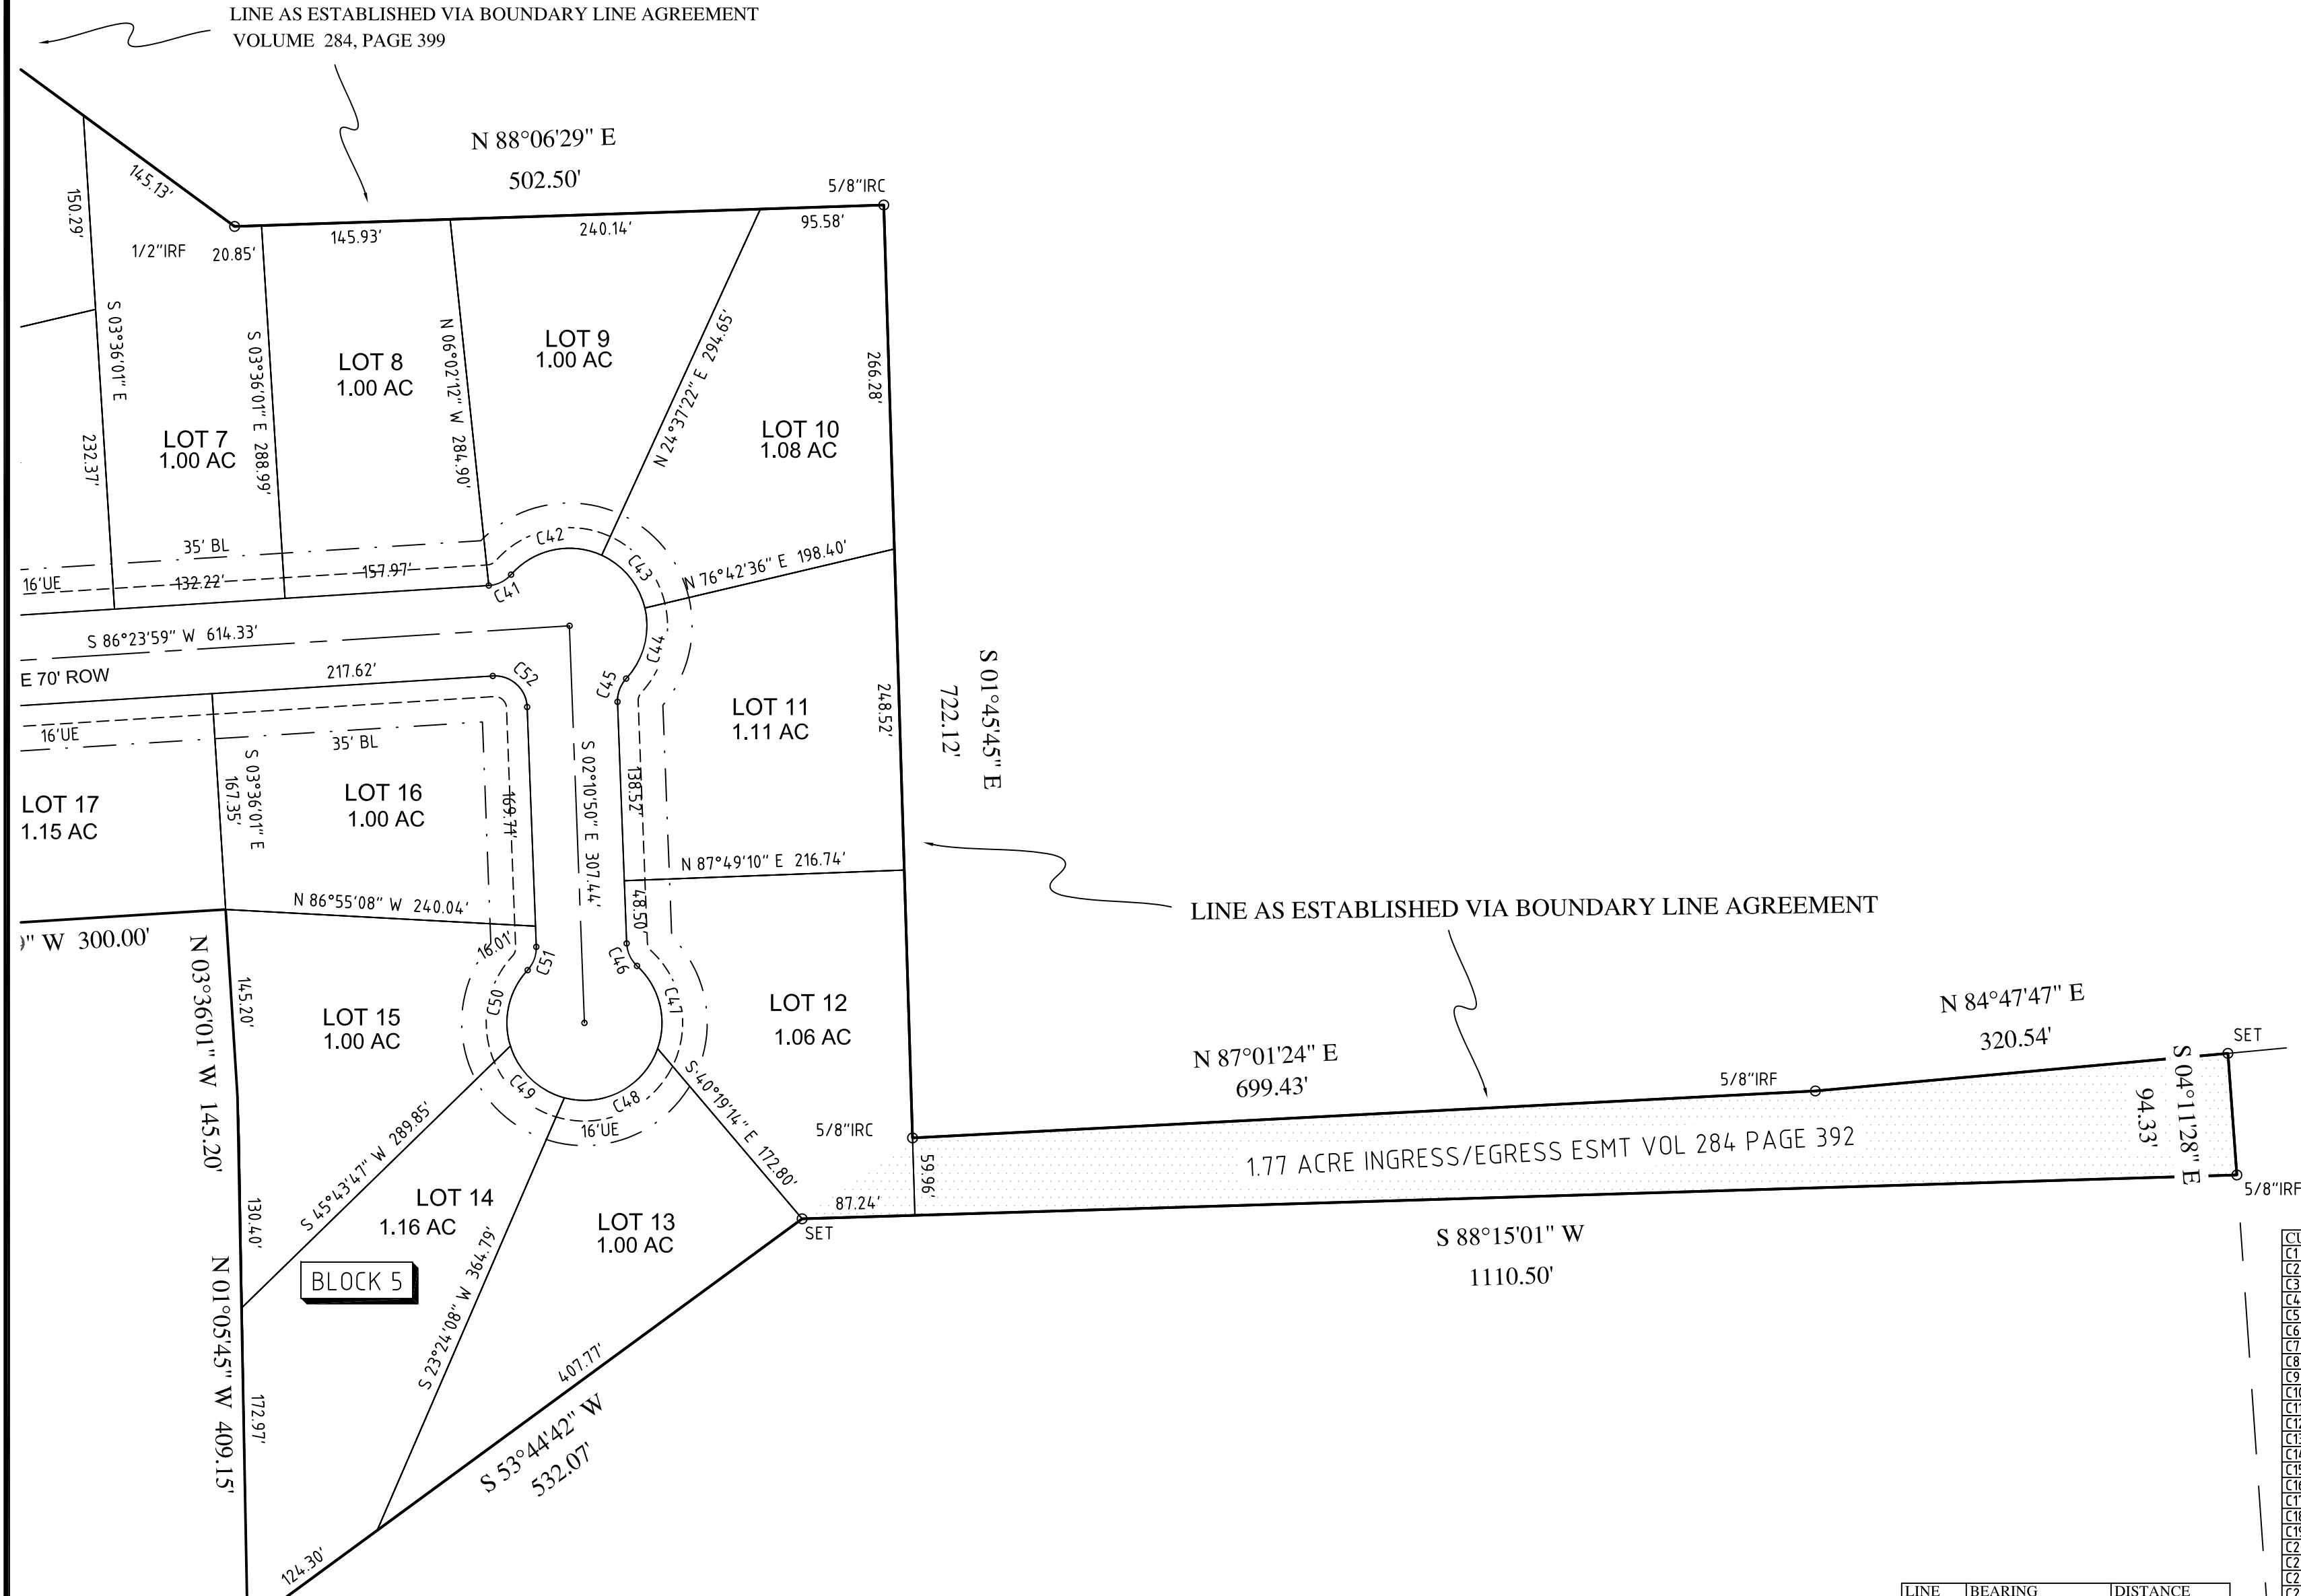 LINE AS ESTABLISHED VIA BOUNDARY LINE AGREEMENT
VOLUME 284, PAGE 399
N 88°06'29" E
502.50'
5/8"IRC
145.13'
150.29'
1/2"IRF
20.85'
145.93'
240.14'
95.58'
S 03°36'01" E
232.37'
S 03°36'01" E 288.99'
N 06°02'12" W 284.90'
N 24°37'22" E 294.65'
266.28'
LOT 7
1.00 AC
LOT 8
1.00 AC
LOT 9
1.00 AC
LOT 10
1.08 AC
35' BL
16'UE
132.22'
157.97'
C41
C42
C43
C44
C45
N 76°42'36" E 198.40'
S 86°23'59" W 614.33'
E 70' ROW
217.62'
C52
16'UE
35' BL
S 03°36'01" E
167.35'
LOT 17
1.15 AC
LOT 16
1.00 AC
169.71'
S 02°10'50" E 307.44'
138.52'
LOT 11
1.11 AC
248.52'
S 01°45'45" E
722.12'
N 87°49'10" E 216.74'
48.50'
N 86°55'08" W 240.04'
16.01'
LINE AS ESTABLISHED VIA BOUNDARY LINE AGREEMENT
9" W 300.00'
N 03°36'01" W 145.20'
145.20'
LOT 15
1.00 AC
C51
C50
C49
C48
C47
C46
16'UE
LOT 12
1.06 AC
S 40°19'14" E 172.80'
5/8"IRC
N 87°01'24" E
699.43'
5/8"IRF
N 84°47'47" E
320.54'
SET
S 04°11'28" E
94.33'
5/8"IRF
1.77 ACRE INGRESS/EGRESS ESMT VOL 284 PAGE 392
59.96'
87.24'
SET
S 88°15'01" W
1110.50'
S 45°43'47" W 289.85'
130.40'
LOT 14
1.16 AC
LOT 13
1.00 AC
BLOCK 5
S 23°24'08" W 364.79'
N 01°05'45" W 409.15'
172.97'
407.77'
S 53°44'42" W
532.07'
124.30'
C1
C2
C3
C4
C5
C6
C7
C8
C9
LINE BEARING DISTANCE